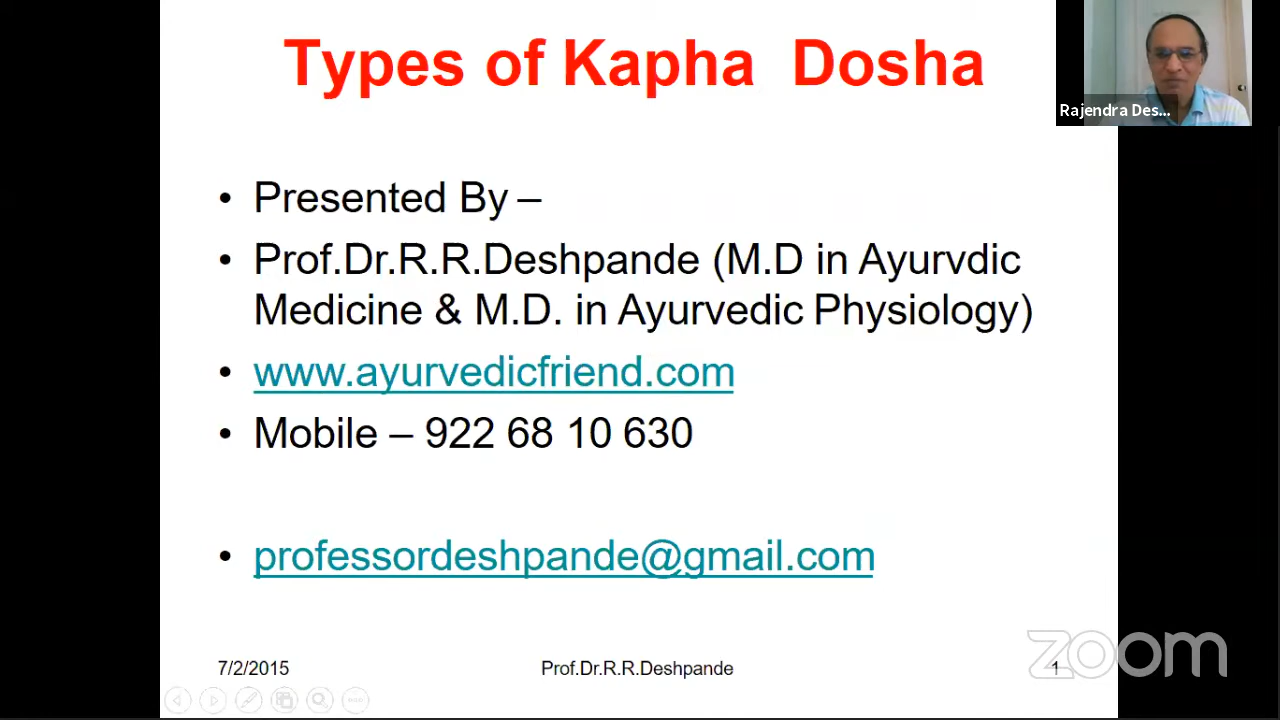 Types of Kapha Dosha
Rajendra Des...
• Presented By –
• Prof.Dr.R.R.Deshpande (M.D in Ayurvdic
Medicine & M.D. in Ayurvedic Physiology)
• www.ayurvedicfriend.com
• Mobile – 922 68 10 630
• professordeshpande@gmail.com
7/2/2015
Prof.Dr.R.R.Deshpande
1
zoom